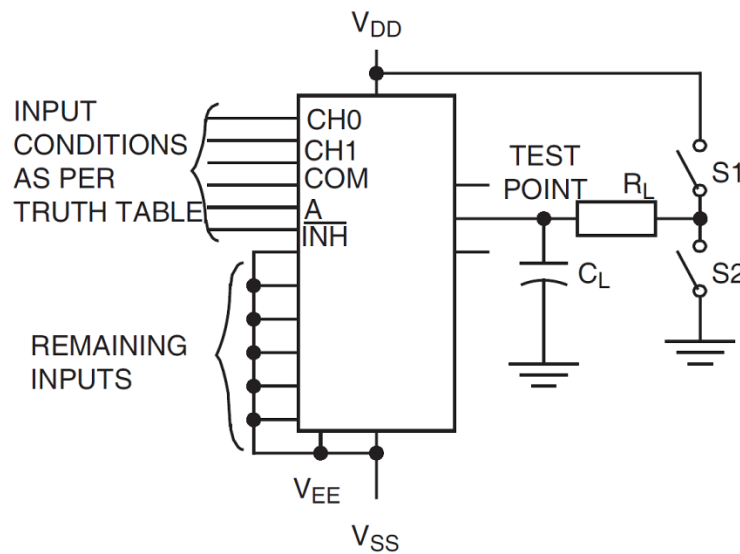 VDD
INPUT
CONDITIONS
AS PER
TRUTH TABLE
CH0
CH1
COM
A
INH
TEST
POINT
RL
S1
CL
S2
REMAINING
INPUTS
VEE
VSS